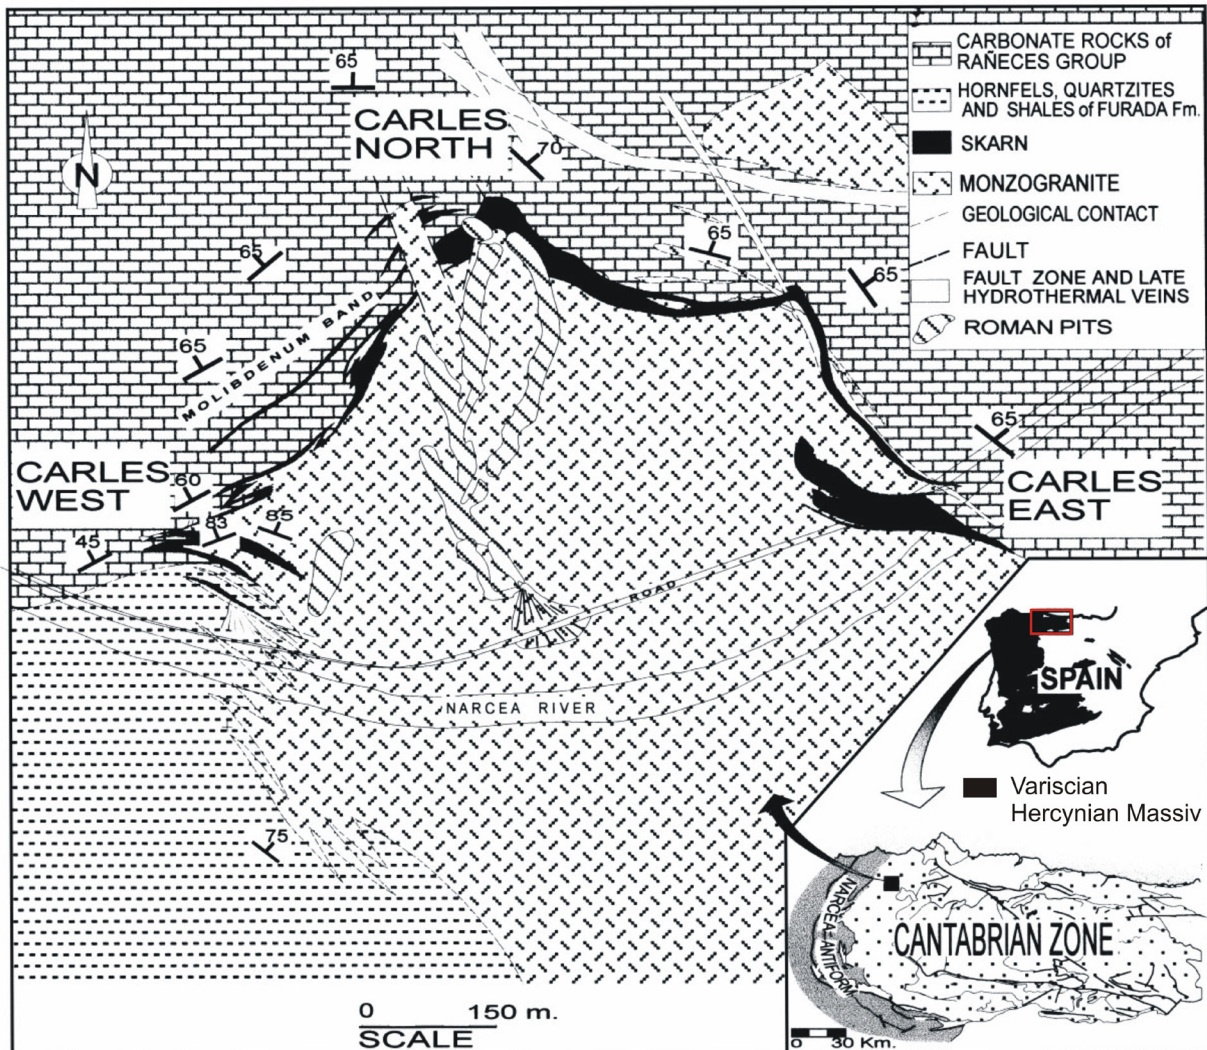 CARBONATE ROCKS of
RAÑECES GROUP
HORNFELS, QUARTZITES
AND SHALES of FURADA Fm.
SKARN
MONZOGRANITE
GEOLOGICAL CONTACT
FAULT
FAULT ZONE AND LATE
HYDROTHERMAL VEINS
ROMAN PITS
65
CARLES
NORTH
70
N
65
65
65
65
MOLIBDENUM BAND
65
CARLES
WEST
60
83
85
45
CARLES
EAST
ROAD
NARCEA RIVER
75
SPAIN
Variscian
Hercynian Massiv
NARCEA-ANTIFORM
CANTABRIAN ZONE
0 30 Km.
0 150 m.
SCALE